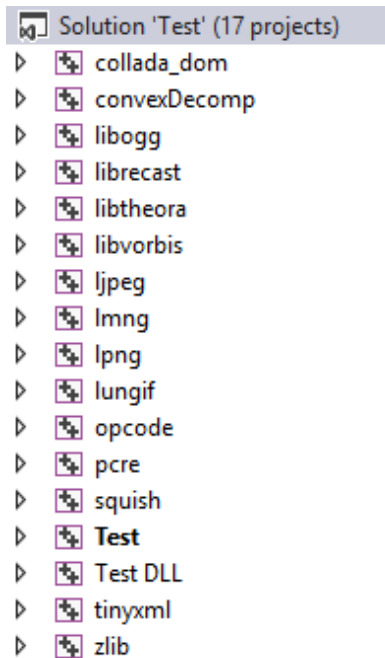 Solution 'Test' (17 projects)
collada_dom
convexDecomp
libogg
librecast
libtheora
libvorbis
ljpeg
lmng
lpng
lungif
opcode
pcre
squish
Test
Test DLL
tinyxml
zlib